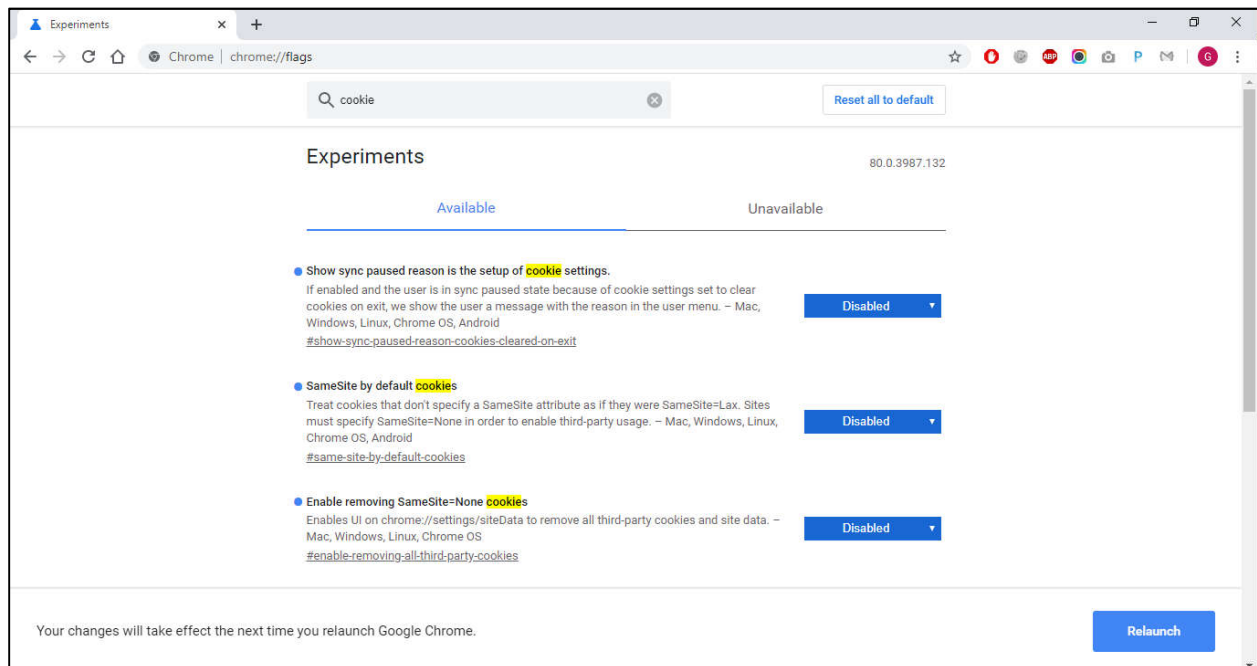 Experiments
Chrome | chrome://flags
ABP
P
G
cookie
Reset all to default
Experiments
80.0.3987.132
Available
Unavailable
Show sync paused reason is the setup of cookie settings.
If enabled and the user is in sync paused state because of cookie settings set to clear
cookies on exit, we show the user a message with the reason in the user menu. – Mac,
Windows, Linux, Chrome OS, Android
#show-sync-paused-reason-cookies-cleared-on-exit
Disabled
SameSite by default cookies
Treat cookies that don't specify a SameSite attribute as if they were SameSite=Lax. Sites
must specify SameSite=None in order to enable third-party usage. – Mac, Windows, Linux,
Chrome OS, Android
#same-site-by-default-cookies
Disabled
Enable removing SameSite=None cookies
Enables UI on chrome://settings/siteData to remove all third-party cookies and site data. –
Mac, Windows, Linux, Chrome OS
#enable-removing-all-third-party-cookies
Disabled
Your changes will take effect the next time you relaunch Google Chrome.
Relaunch